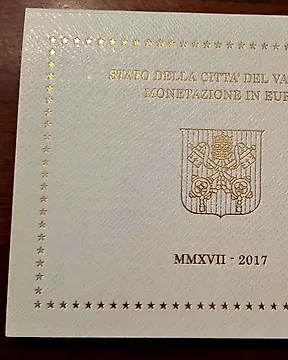 STATO DELLA CITTA' DEL VA
MONETAZIONE IN EUR
MMXVII - 2017